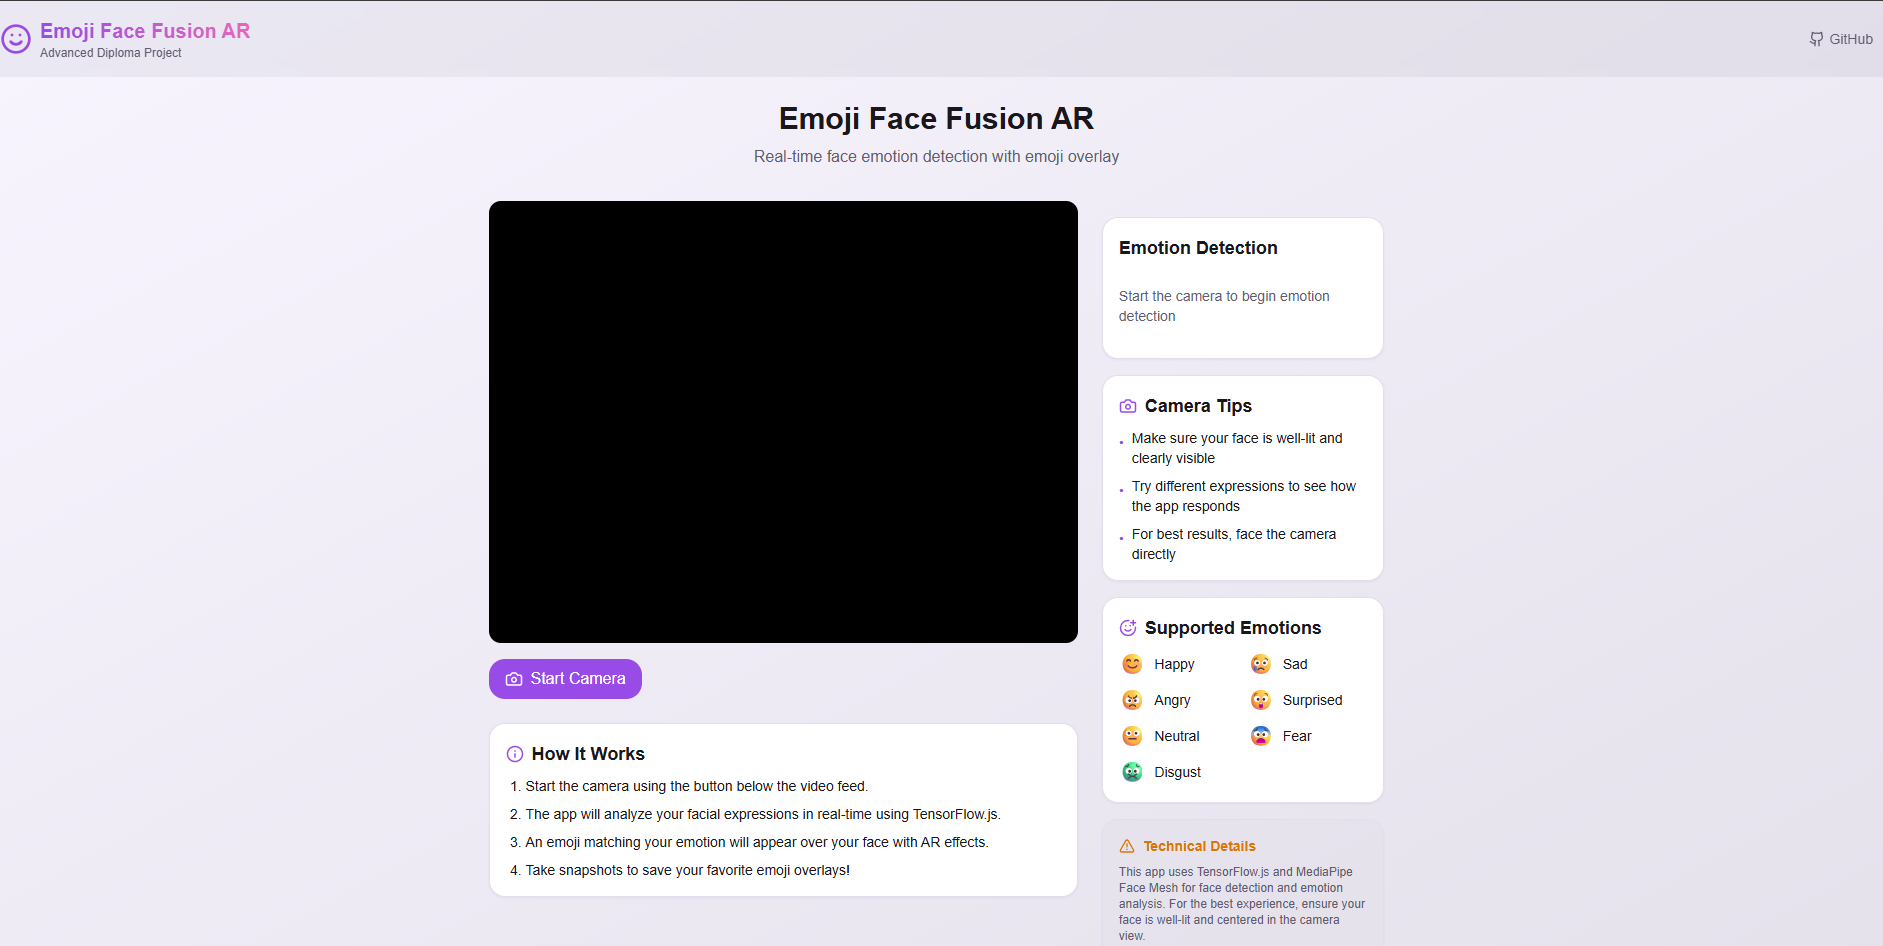 Emoji Face Fusion AR
Advanced Diploma Project
GitHub
Emoji Face Fusion AR
Real-time face emotion detection with emoji overlay
Start Camera
How It Works
1. Start the camera using the button below the video feed.
2. The app will analyze your facial expressions in real-time using TensorFlow.js.
3. An emoji matching your emotion will appear over your face with AR effects.
4. Take snapshots to save your favorite emoji overlays!
Emotion Detection
Start the camera to begin emotion
detection
Camera Tips
• Make sure your face is well-lit and
clearly visible
• Try different expressions to see how
the app responds
• For best results, face the camera
directly
Supported Emotions
Happy
Sad
Angry
Surprised
Neutral
Fear
Disgust
Technical Details
This app uses TensorFlow.js and MediaPipe
Face Mesh for face detection and emotion
analysis. For the best experience, ensure your
face is well-lit and centered in the camera
view.